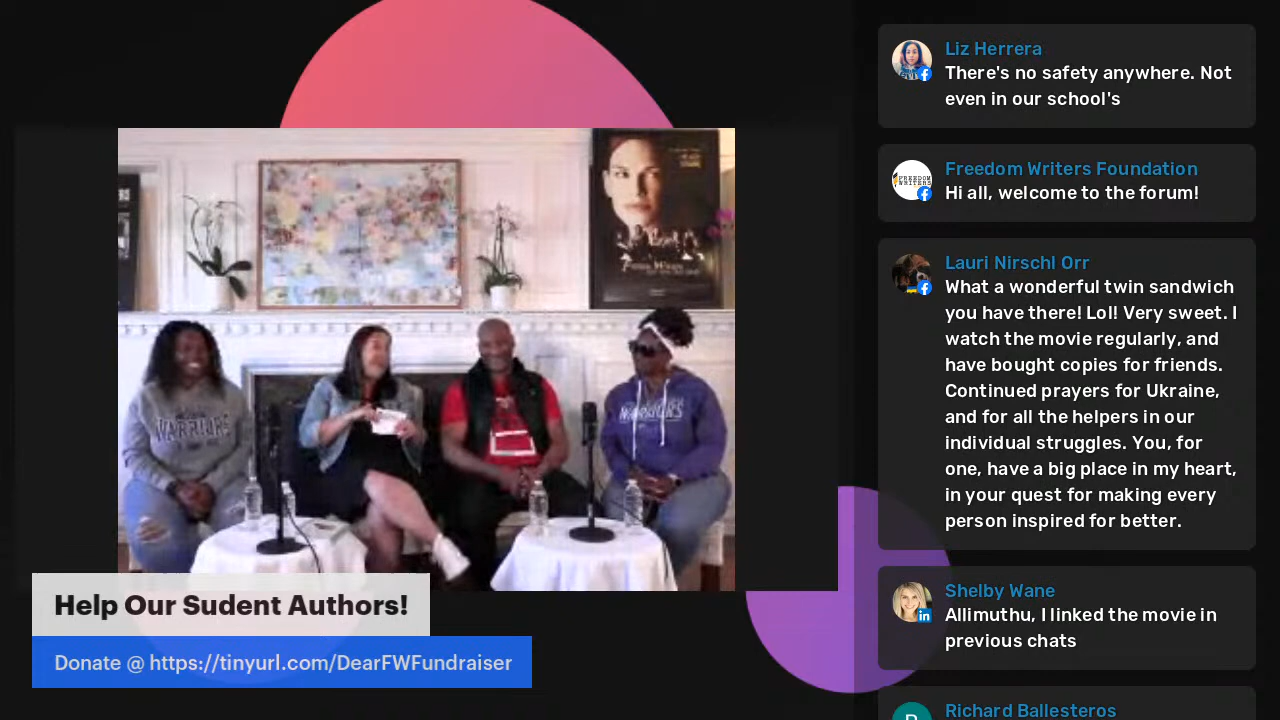 Liz Herrera
There's no safety anywhere. Not
even in our school's
FREEDOM
WRITERS
Freedom Writers Foundation
Hi all, welcome to the forum!
Lauri Nirschl Orr
What a wonderful twin sandwich
you have there! Lol! Very sweet. I
watch the movie regularly, and
have bought copies for friends.
Continued prayers for Ukraine,
and for all the helpers in our
individual struggles. You, for
one, have a big place in my heart,
in your quest for making every
person inspired for better.
Shelby Wane
Allimuthu, I linked the movie in
previous chats
R
Richard Ballesteros
WARRIORS
WARRIORS
Help Our Sudent Authors!
Donate @ https://tinyurl.com/DearFWFundraiser